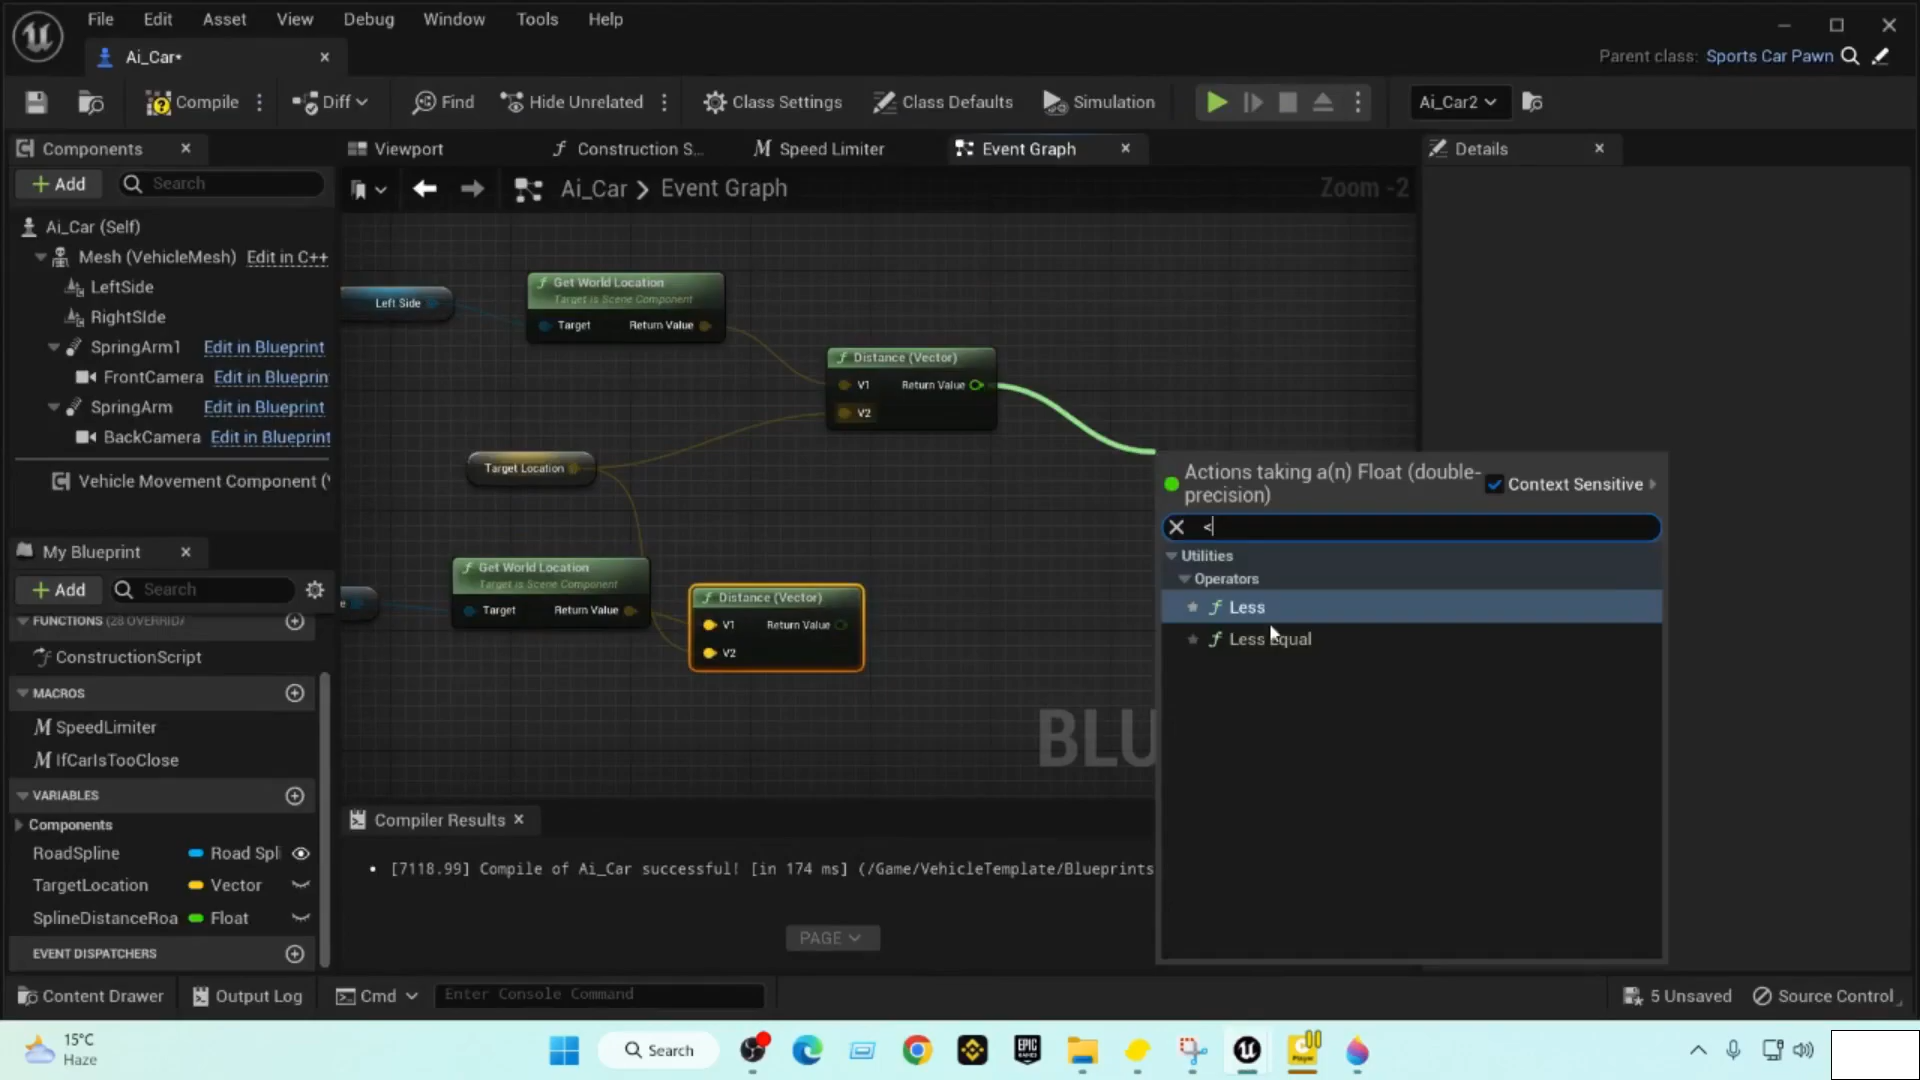 File Edit Asset View Debug Window Tools Help
Ai_Car•
Parent class: Sports Car Pawn
Compile Diff Find Hide Unrelated Class Settings Class Defaults Simulation Ai_Car2
Components Viewport Construction S... Speed Limiter Event Graph Details
Add Search
Ai_Car Event Graph Zoom -2
Ai_Car (Self)
Mesh (VehicleMesh) Edit in C++
LeftSide
RightSIde
SpringArm1 Edit in Blueprint
FrontCamera Edit in Blueprin
SpringArm Edit in Blueprint
BackCamera Edit in Blueprint
Vehicle Movement Component (
Left Side
Get World Location
Target is Scene Component
Target Return Value
Distance (Vector)
V1 Return Value
V2
Target Location
Get World Location
Target is Scene Component
Target Return Value
e
Distance (Vector)
V1 Return Value
V2
BLU
Actions taking a(n) Float (double-
precision)
Context Sensitive
<
Utilities
Operators
Less
Less Equal
My Blueprint
Add Search
FUNCTIONS (28 OVERRID)
ConstructionScript
MACROS
SpeedLimiter
IfCarIsTooClose
VARIABLES
Components
RoadSpline Road Spl
TargetLocation Vector
SplineDistanceRoa Float
EVENT DISPATCHERS
Compiler Results
[7118.99] Compile of Ai_Car successful! [in 174 ms] (/Game/VehicleTemplate/Blueprints
PAGE
Content Drawer Output Log Cmd Enter Console Command 5 Unsaved Source Control
15°C
Haze
Search
EPIC
GAMES
Player